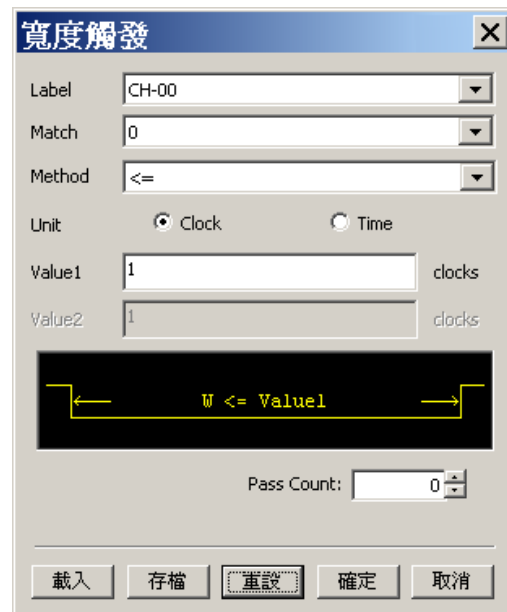 寬度觸發
Label CH-00
Match 0
Method <=
Unit Clock Time
Value1 1 clocks
Value2 1 clocks
W <= Value1
Pass Count: 0
載入 存檔 重設 確定 取消